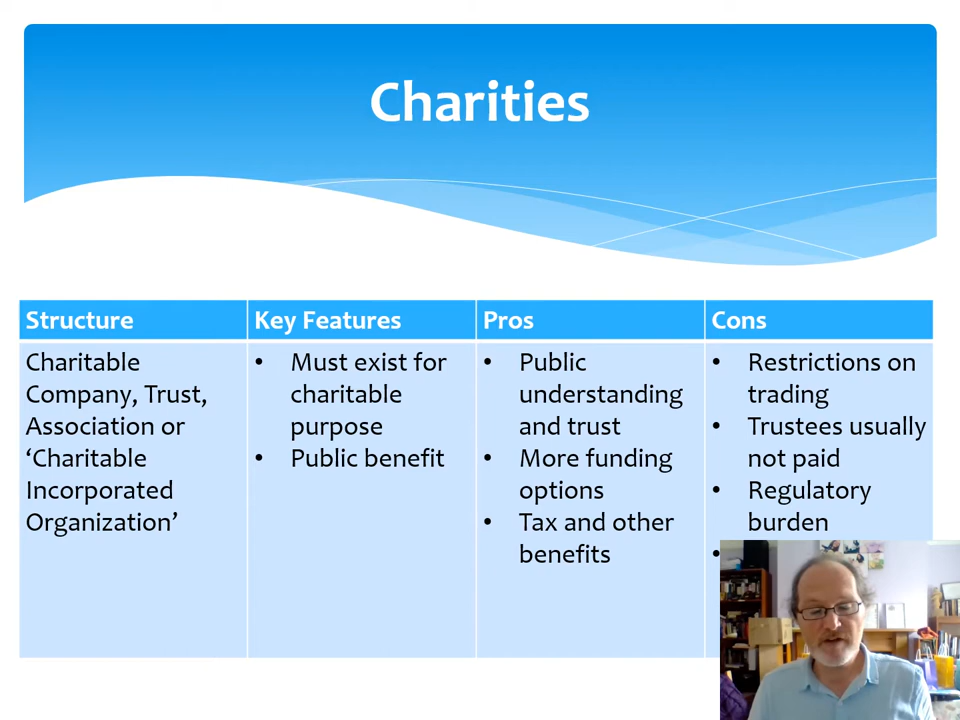 Charities
Structure
Key Features
Pros
Cons
Charitable
Company, Trust,
Association or
‘Charitable
Incorporated
Organization’
• Must exist for
charitable
purpose
• Public benefit
• Public
understanding
and trust
• More funding
options
• Tax and other
benefits
• Restrictions on
trading
• Trustees usually
not paid
• Regulatory
burden